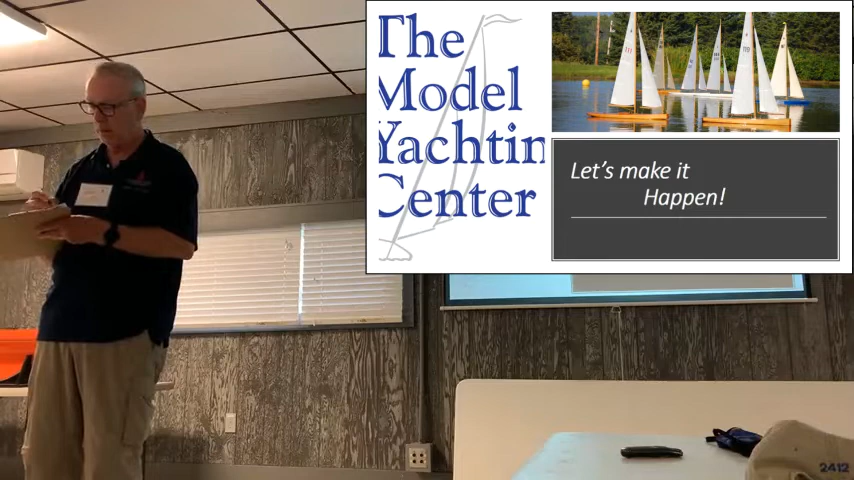 The
Model
Yachtin
Center
Let's make it
Happen!
2412